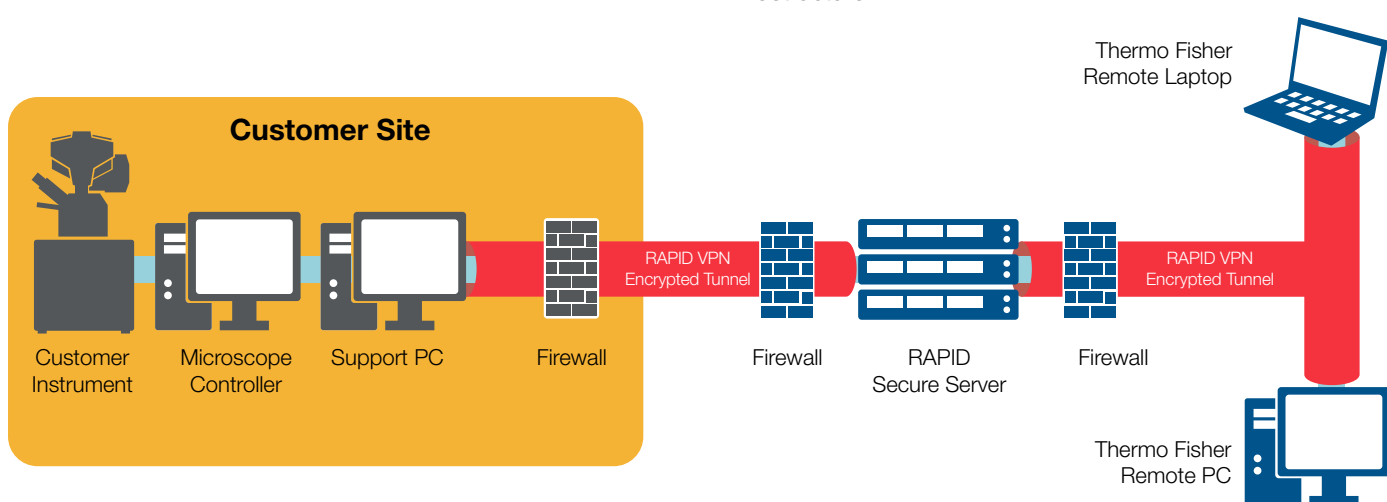 Thermo Fisher
Remote Laptop
Customer Site
RAPID VPN
Encrypted Tunnel
RAPID VPN
Encrypted Tunnel
Customer
Instrument
Microscope
Controller
Support PC
Firewall
Firewall
RAPID
Secure Server
Firewall
Thermo Fisher
Remote PC